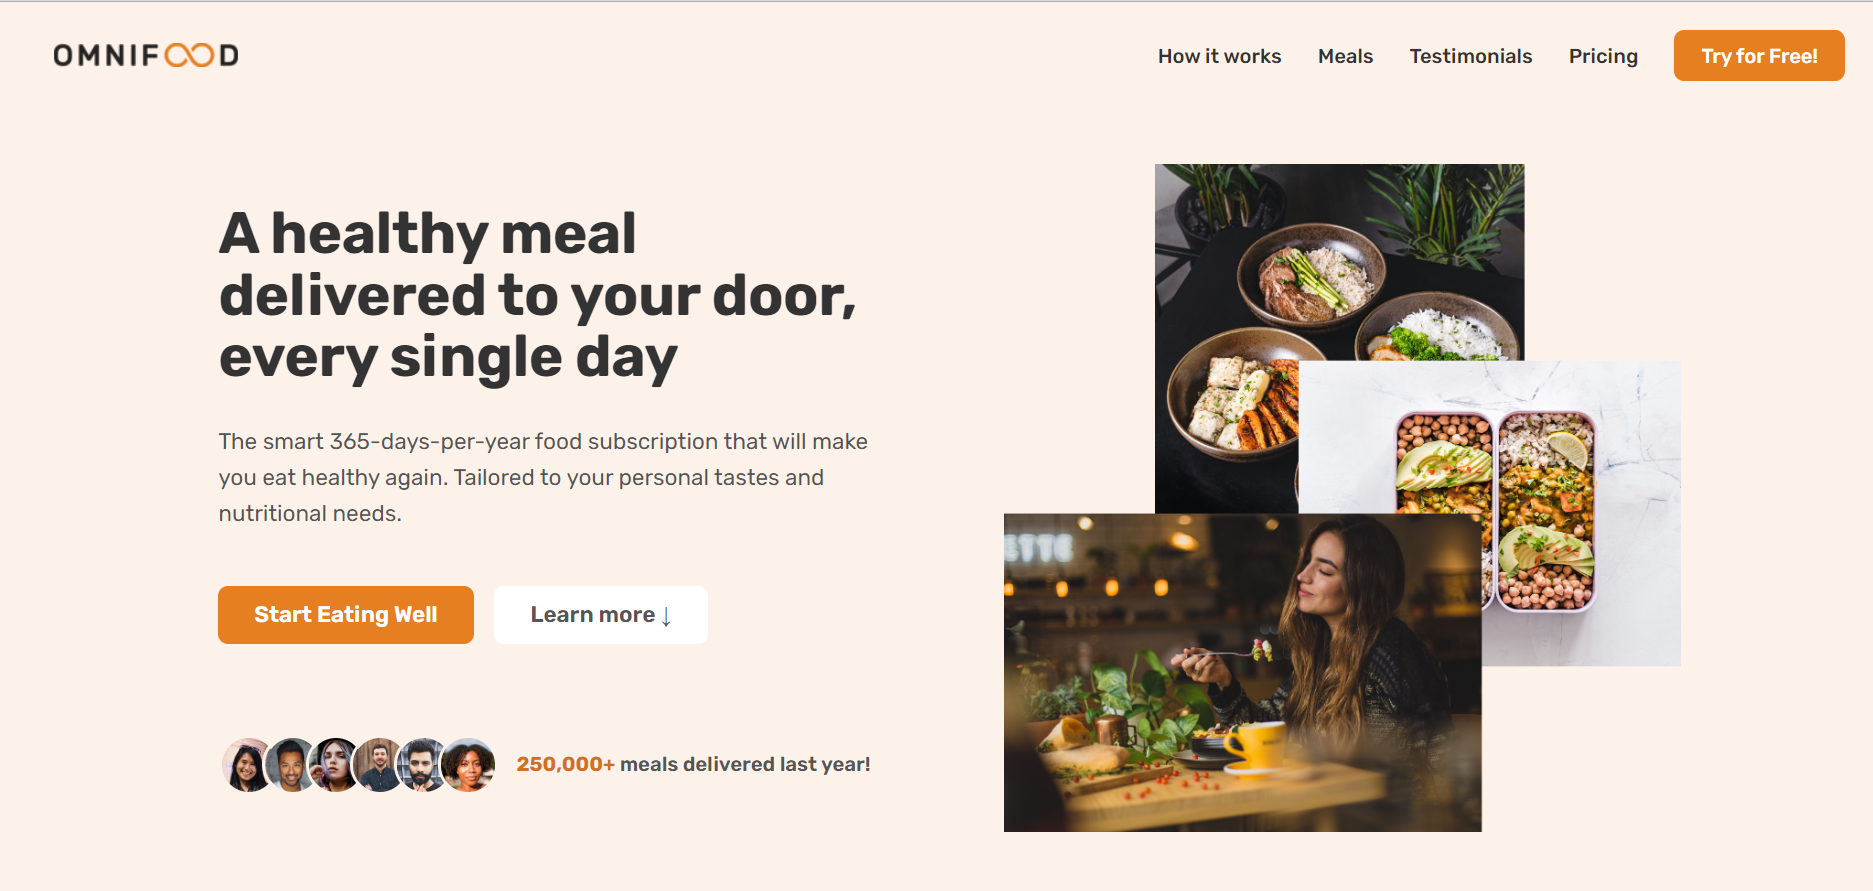 OMNIFOOD
How it works
Meals
Testimonials
Pricing
Try for Free!
A healthy meal
delivered to your door,
every single day
The smart 365-days-per-year food subscription that will make
you eat healthy again. Tailored to your personal tastes and
nutritional needs.
Start Eating Well
Learn more ↓
250,000+ meals delivered last year!
ETTE